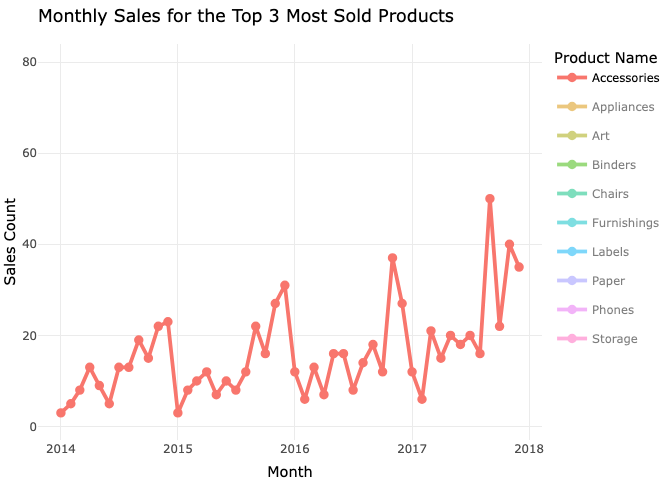 Monthly Sales for the Top 3 Most Sold Products
80
60
40
20
0
Sales Count
2014
2015
2016
2017
2018
Month
Product Name
Accessories
Appliances
Art
Binders
Chairs
Furnishings
Labels
Paper
Phones
Storage